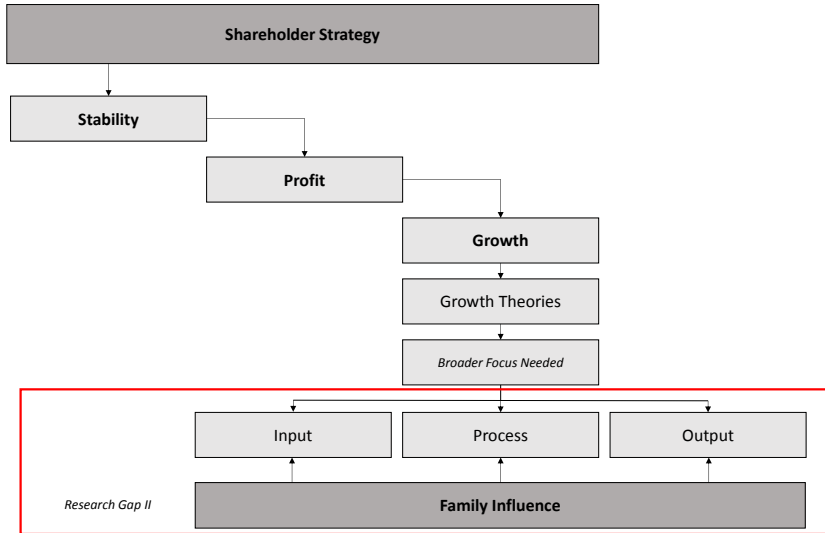 Shareholder Strategy
Stability
Profit
Growth
Growth Theories
Broader Focus Needed
Input
Process
Output
Research Gap II
Family Influence